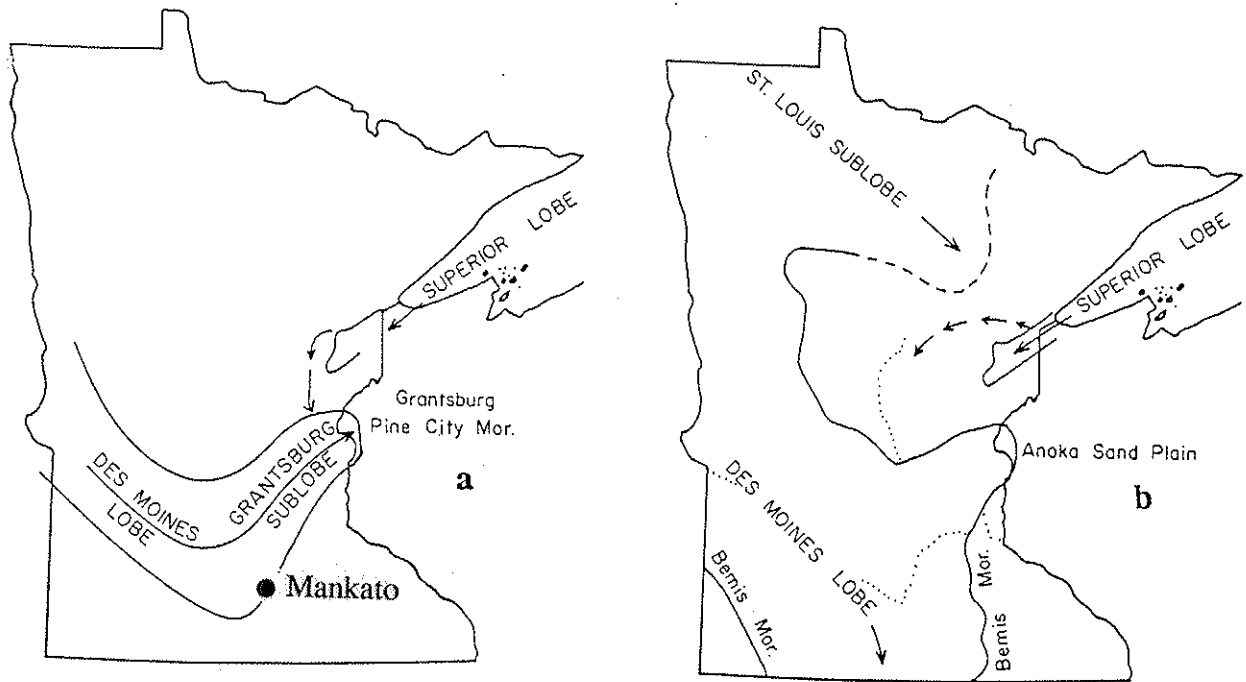 SUPERIOR LOBE
Grantsburg
Pine City Mor.
GRANTSBURG
SUBLOBE
DES MOINES
LOBE
a
Mankato
ST. LOUIS SUBLOBE
SUPERIOR LOBE
Anoka Sand Plain
b
DES MOINES LOBE
Bemis Mor.
Bemis Mor.